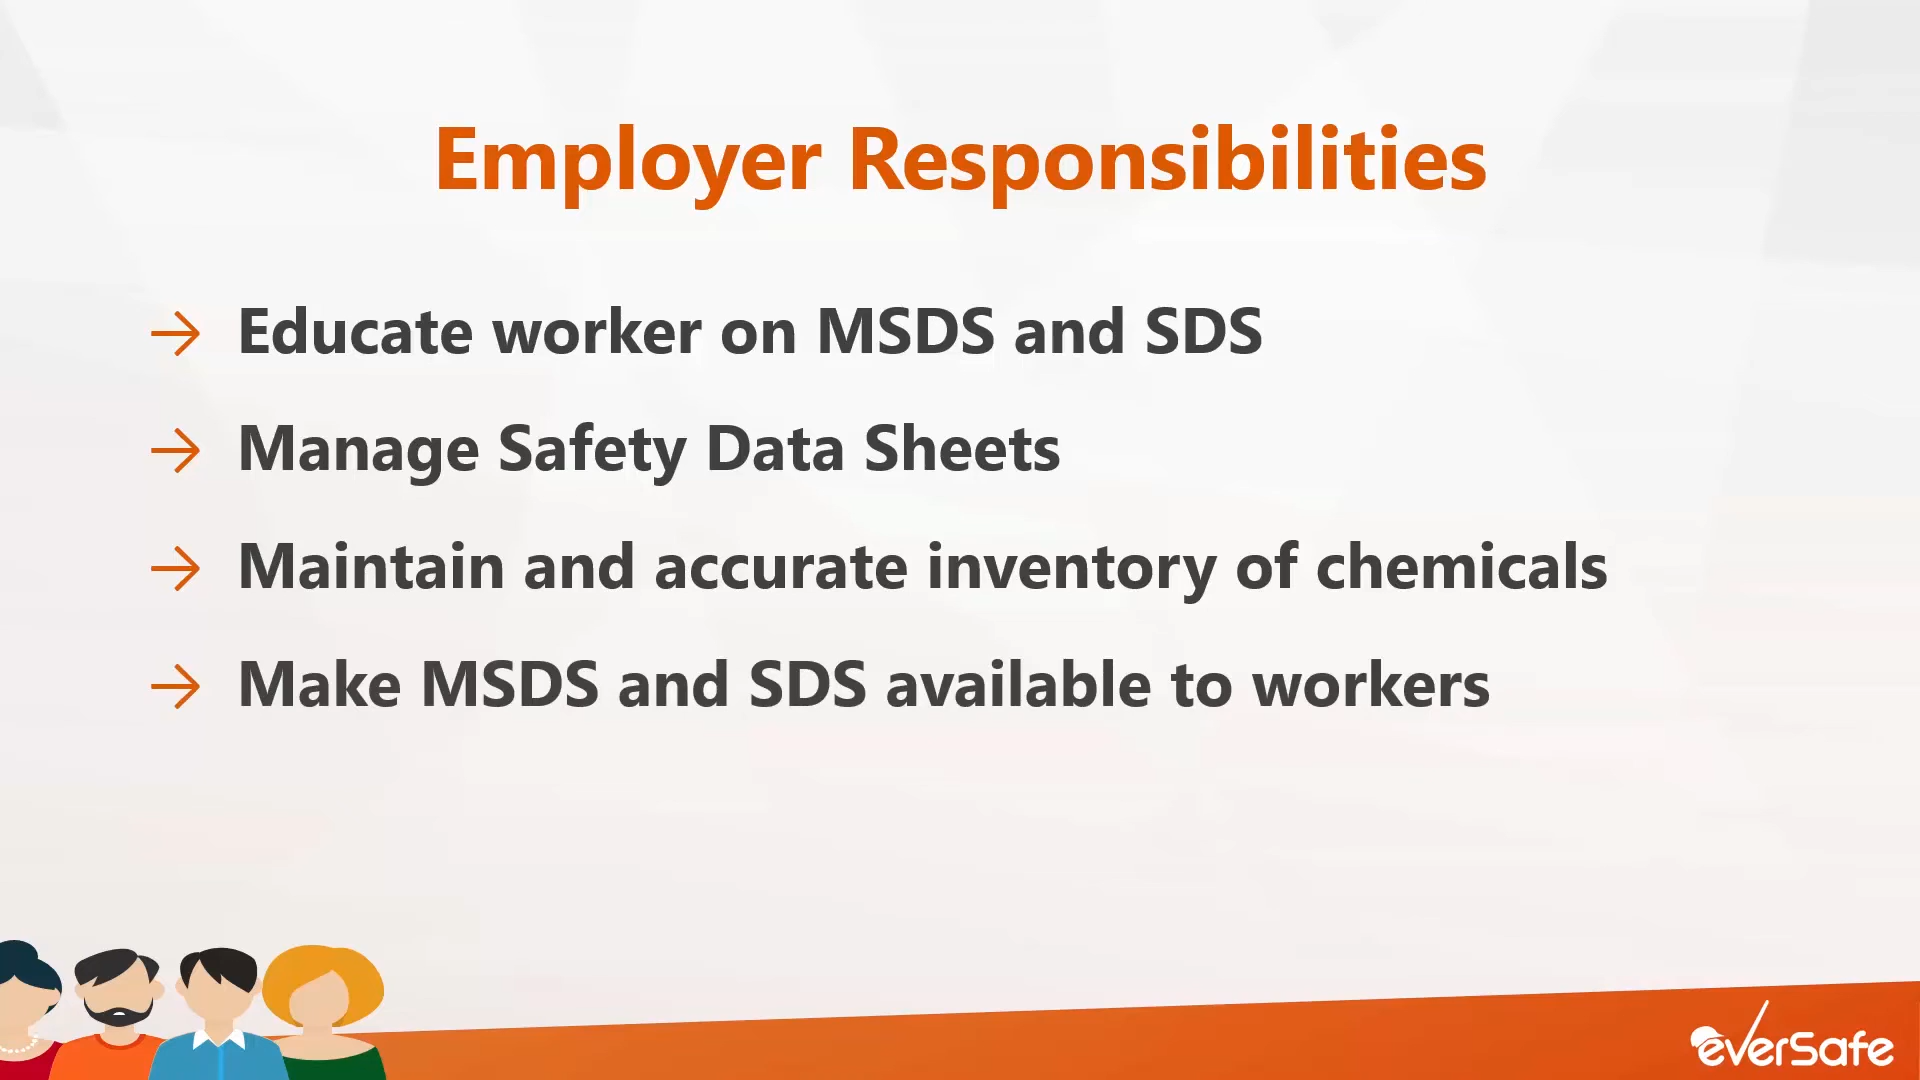 Employer Responsibilities
→ Educate worker on MSDS and SDS
→ Manage Safety Data Sheets
→ Maintain and accurate inventory of chemicals
→ Make MSDS and SDS available to workers
everSafe